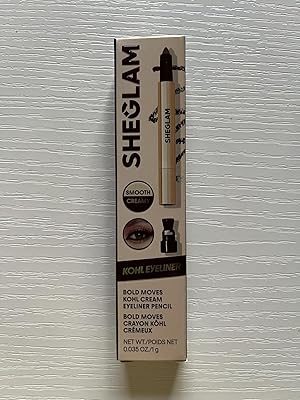 SHEGLAM
SHEGLAM
SMOOTH
CREAMY
KOHL EYELINER
BOLD MOVES
KOHL CREAM
EYELINER PENCIL
BOLD MOVES
CRAYON KÔHL
CRÉMEUX
NET WT./POIDS NET
0.035 OZ./1 g